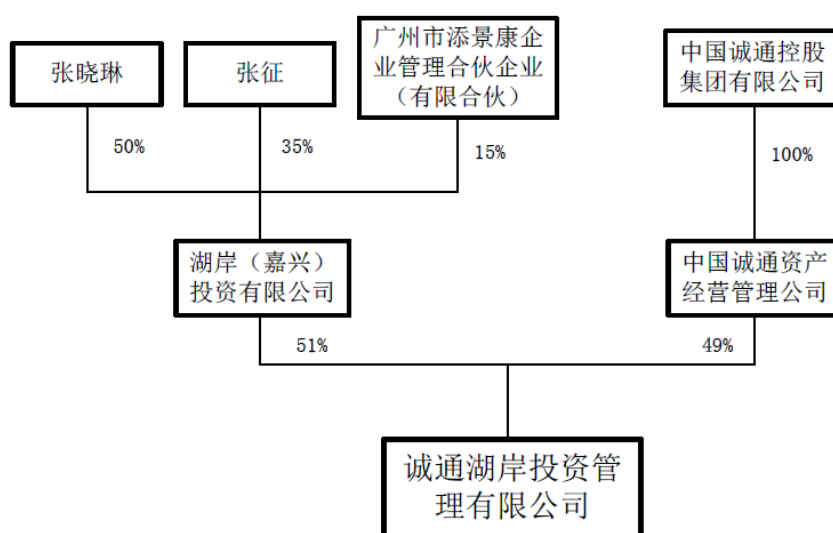 张晓琳
张征
广州市添景康企
业管理合伙企业
（有限合伙）
中国诚通控股
集团有限公司
50%
35%
15%
100%
湖岸（嘉兴）
投资有限公司
中国诚通资产
经营管理公司
51%
49%
诚通湖岸投资管
理有限公司